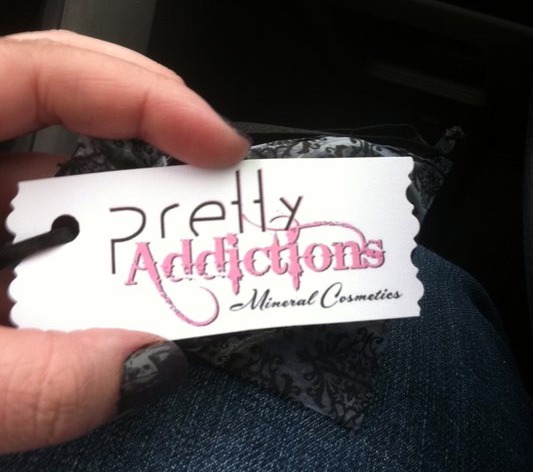 pretty
Addictions
Mineral Cosmetics